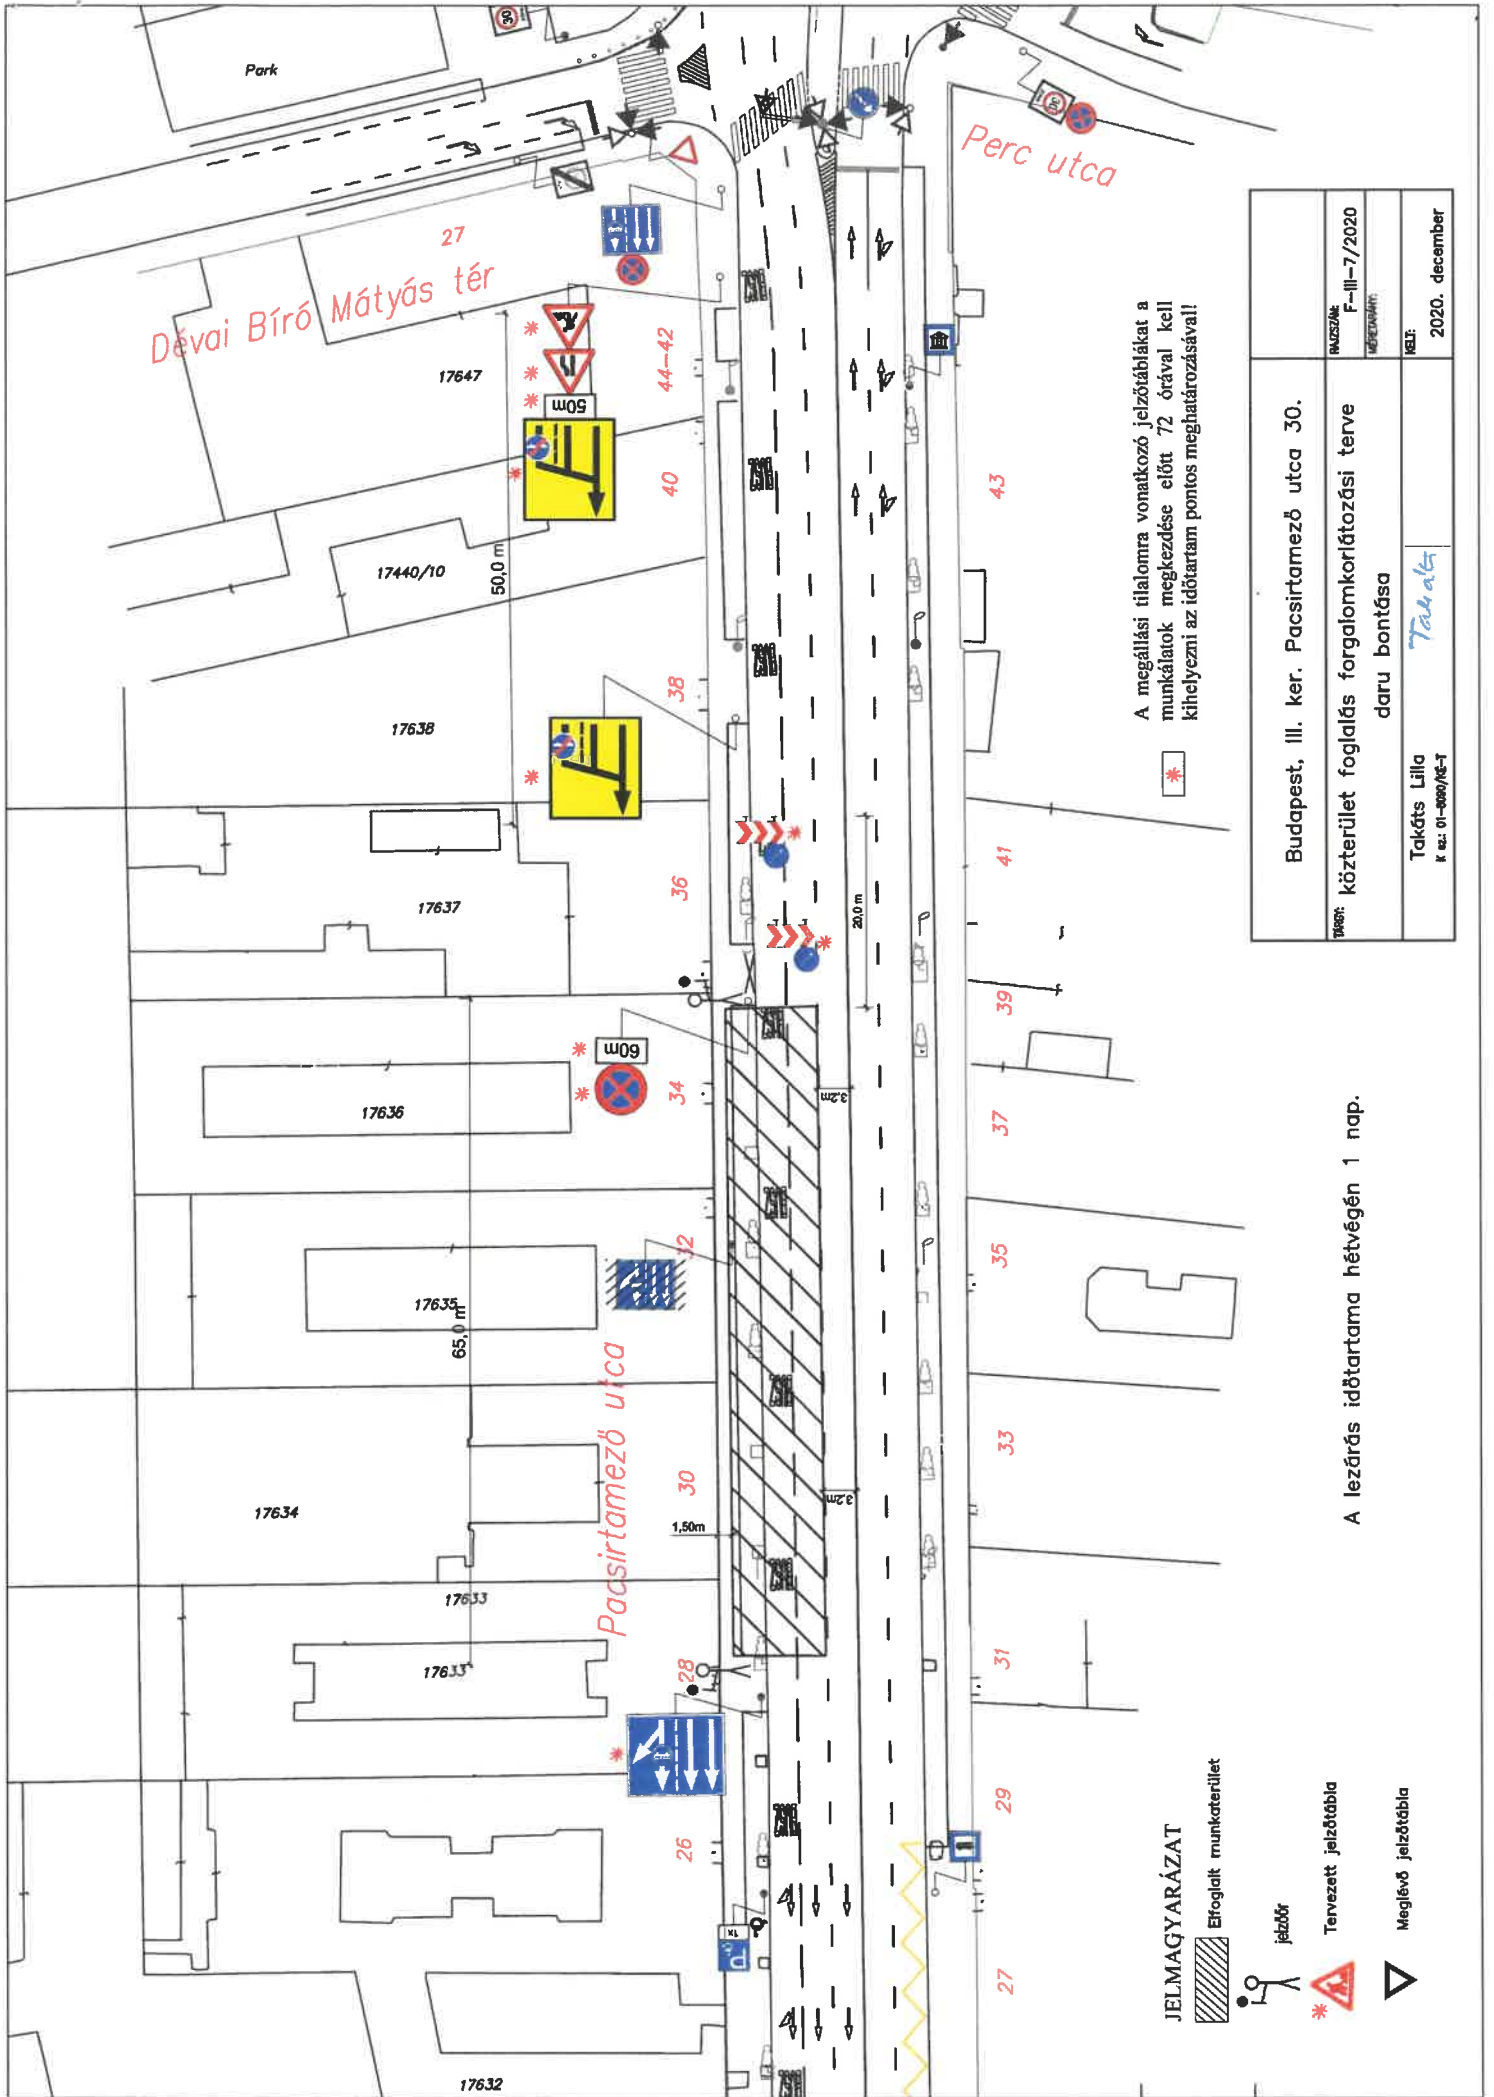 Park
27
Dévai Bíró Mátyás tér
Perc utca
17647
44-42
50m
40
17440/10
50,0 m
43
38
17638
36
17637
41
20,0 m
39
60m
34
17636
3,2m
37
32
17635
65,0 m
35
Pacsirtamező utca
30
17634
1,50m
3,2m
33
17633
28
17633
31
26
29
27
17632
A megállási tilalomra vonatkozó jelzőtáblákat a
munkálatok megkezdése előtt 72 órával kell
kihelyezni az időtartam pontos meghatározásával!
Budapest, III. ker. Pacsirtamező utca 30.
TÁRGY: közterület foglalás forgalomkorlátozási terve
daru bontása
RAJZSZÁM:
F-III-7/2020
MÉRETARÁNY:
Takáts Lilla
KELT:
2020. december
A lezárás időtartama hétvégén 1 nap.
JELMAGYARÁZAT
Elfoglalt munkaterület
jelzőőr
Tervezett jelzőtábla
Meglévő jelzőtábla